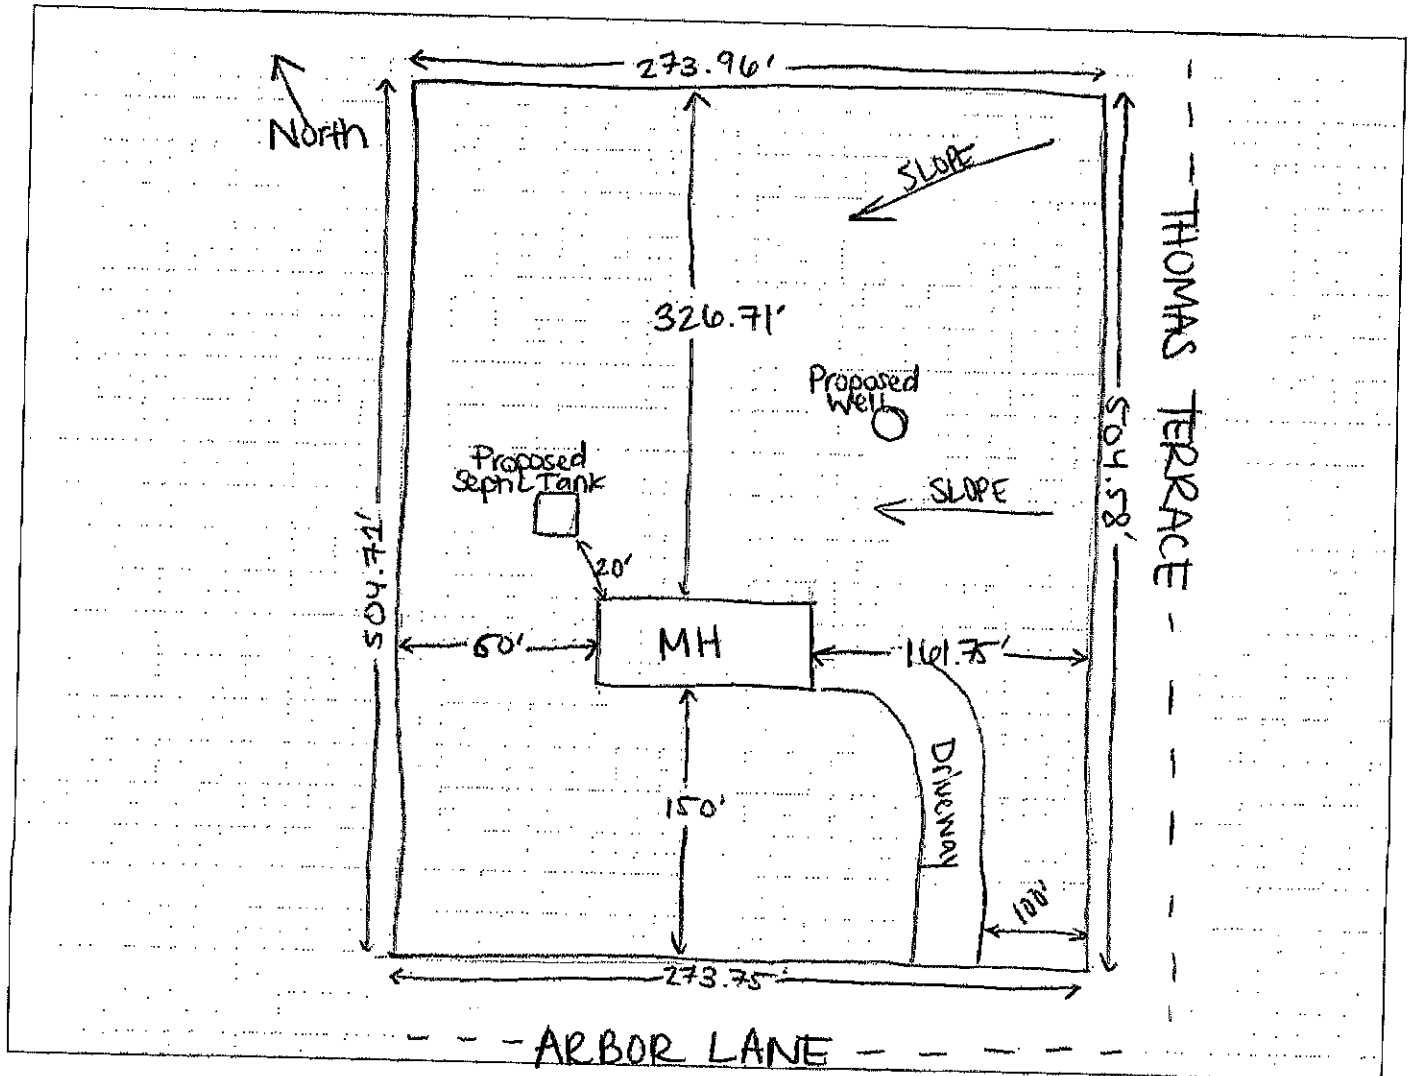 273.96'
North
SLOPE
THOMAS TERRACE
326.71'
Proposed
Well
504.58'
Proposed
Septic Tank
SLOPE
504.71'
20'
MH
161.75'
Driveway
150'
100'
273.75'
ARBOR LANE